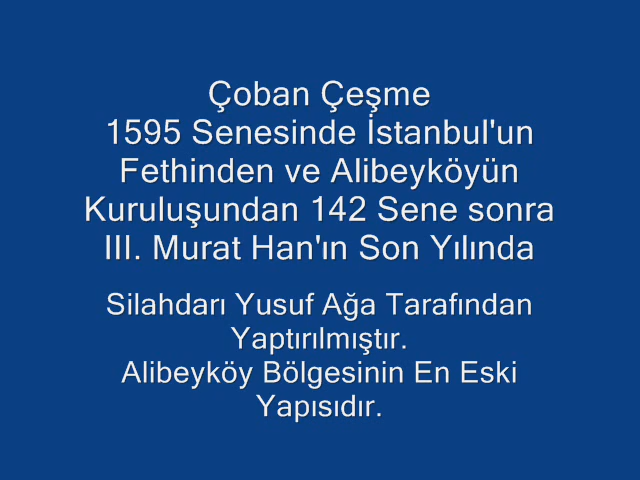 Çoban Çeşme
1595 Senesinde İstanbul'un
Fethinden ve Alibeyköyün
Kuruluşundan 142 Sene sonra
III. Murat Han'ın Son Yılında
Silahdarı Yusuf Ağa Tarafından
Yaptırılmıştır.
Alibeyköy Bölgesinin En Eski
Yapısıdır.